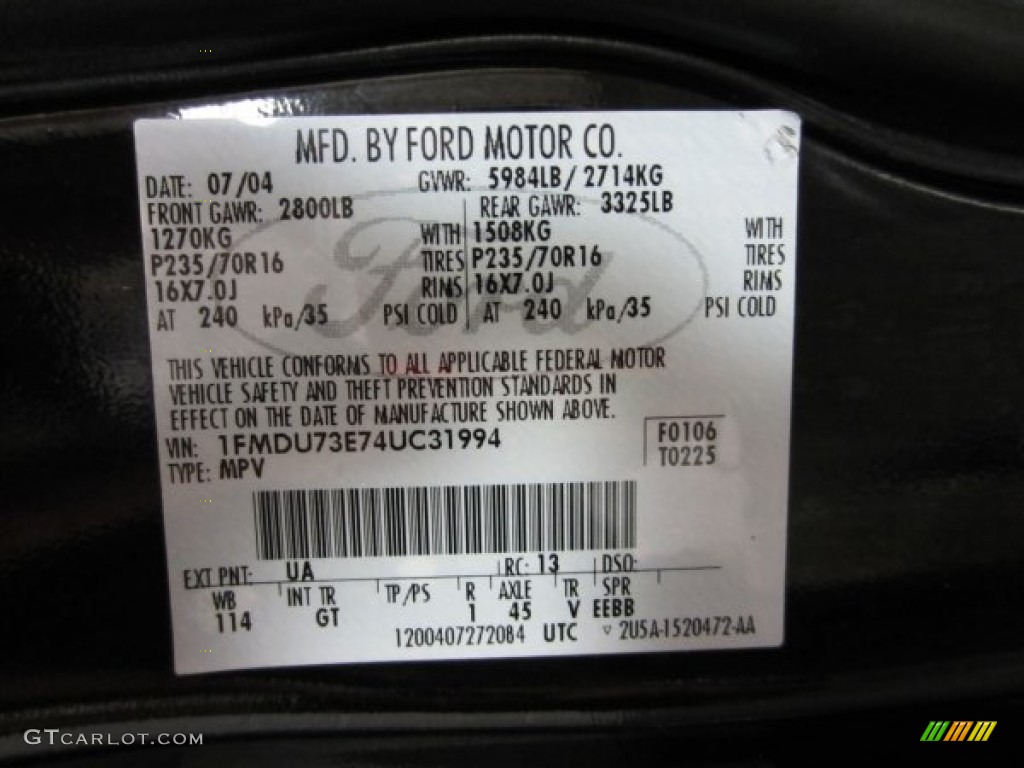 MFD. BY FORD MOTOR CO.
DATE: 07/04 GVWR: 5984LB/2714KG
FRONT GAWR: 2800LB REAR GAWR: 3325LB
1270KG WITH 1508KG WITH
P235/70R16 TIRES P235/70R16 TIRES
16X7.0J RIMS 16X7.0J RIMS
AT 240 kPa/35 PSI COLD AT 240 kPa/35 PSI COLD
Ford
THIS VEHICLE CONFORMS TO ALL APPLICABLE FEDERAL MOTOR
VEHICLE SAFETY AND THEFT PREVENTION STANDARDS IN
EFFECT ON THE DATE OF MANUFACTURE SHOWN ABOVE.
VIN: 1FMDU73E74UC31994 F0106
TYPE: MPV T0225
EXT PNT: UA RC: 13 DSO:
WB INT TR TP/PS R AXLE TR SPR
114 GT 1 45 V EEBB
1200407272084 UTC ▽ 2U5A-1520472-AA
GTCARLOT.COM